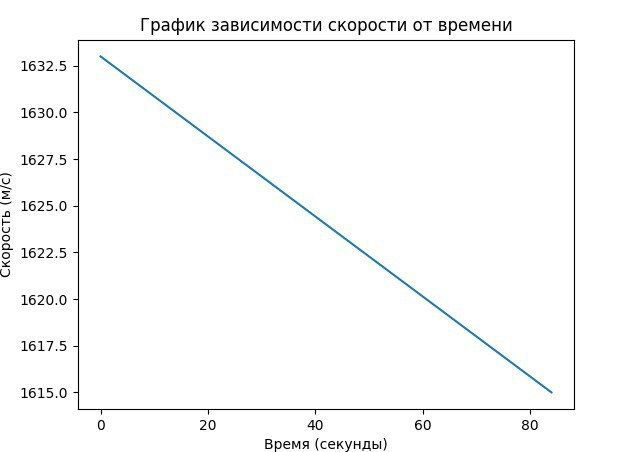 График зависимости скорости от времени
1632.5
1630.0
1627.5
1625.0
1622.5
1620.0
1617.5
1615.0
Скорость (м/с)
0 20 40 60 80
Время (секунды)